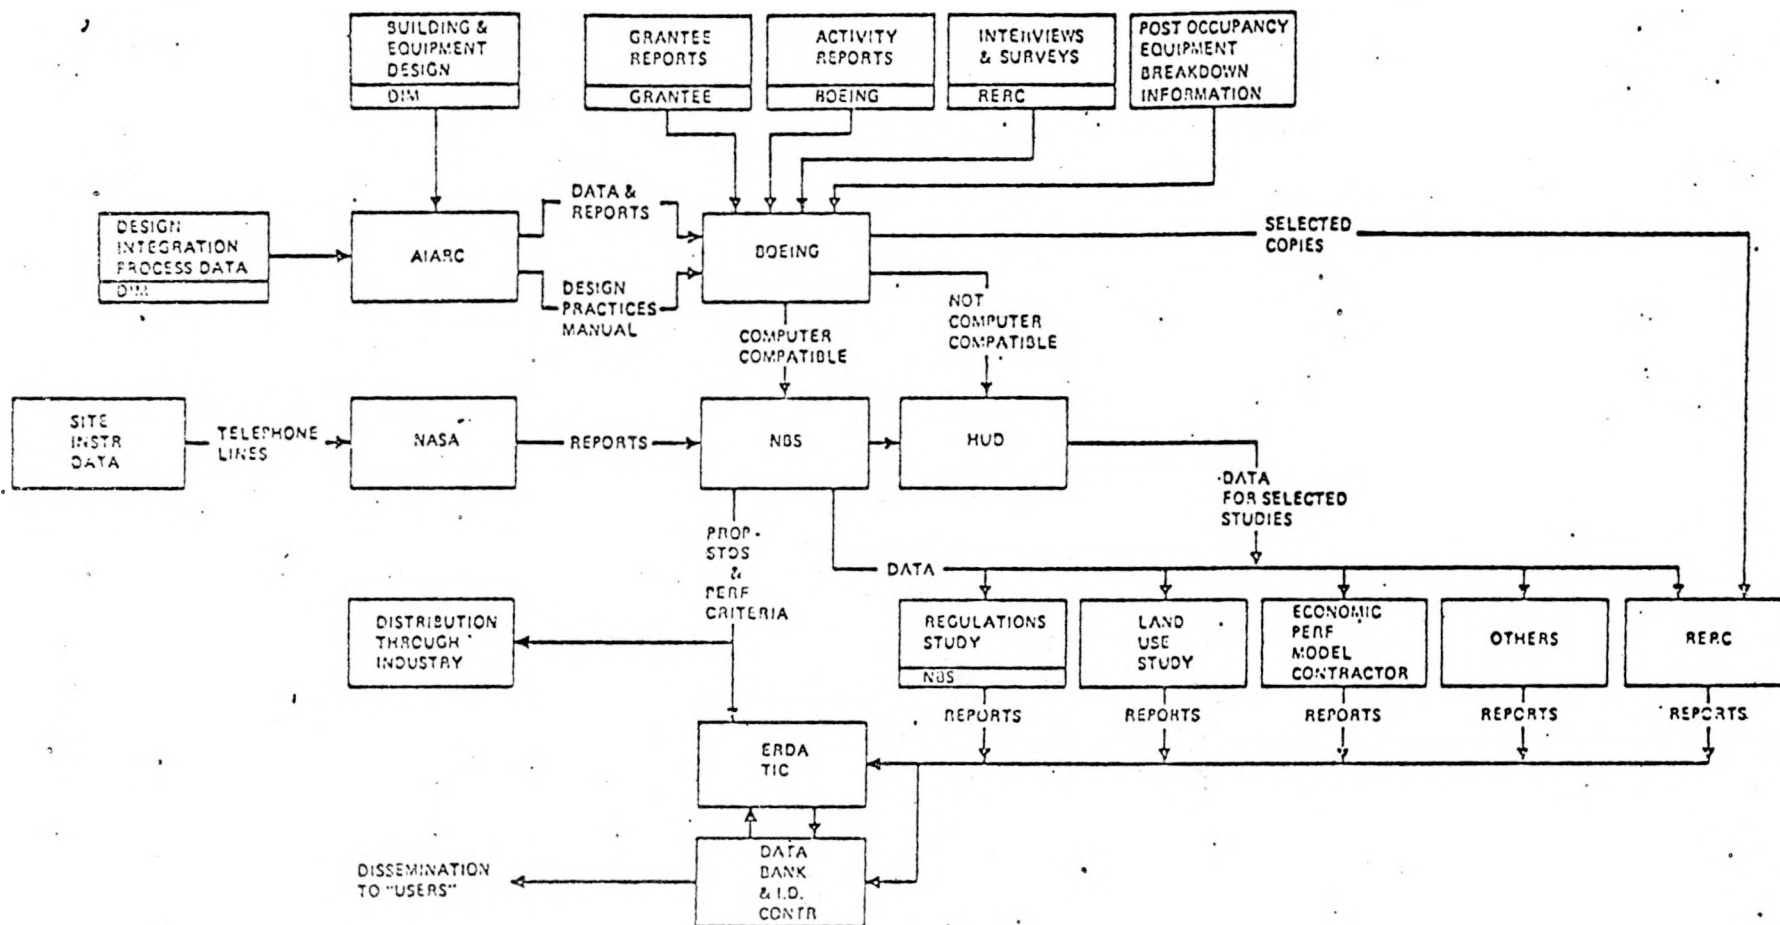 BUILDING &
EQUIPMENT
DESIGN
DIM
GRANTEE
REPORTS
GRANTEE
ACTIVITY
REPORTS
BOEING
INTERVIEWS
& SURVEYS
RERC
POST OCCUPANCY
EQUIPMENT
BREAKDOWN
INFORMATION
DESIGN
INTEGRATION
PROCESS DATA
DIM
AIARC
DATA &
REPORTS
DESIGN
PRACTICES
MANUAL
BOEING
SELECTED
COPIES
COMPUTER
COMPATIBLE
NOT
COMPUTER
COMPATIBLE
SITE
INSTR
DATA
TELEPHONE
LINES
NASA
REPORTS
NBS
HUD
DATA
FOR SELECTED
STUDIES
PROP
STDS
&
PERF
CRITERIA
DATA
DISTRIBUTION
THROUGH
INDUSTRY
REGULATIONS
STUDY
NBS
LAND
USE
STUDY
ECONOMIC
PERF
MODEL
CONTRACTOR
OTHERS
RERC
REPORTS
REPORTS
REPORTS
REPORTS
REPORTS
ERDA
TIC
DATA
BANK
& I.D.
CONTR
DISSEMINATION
TO "USERS"